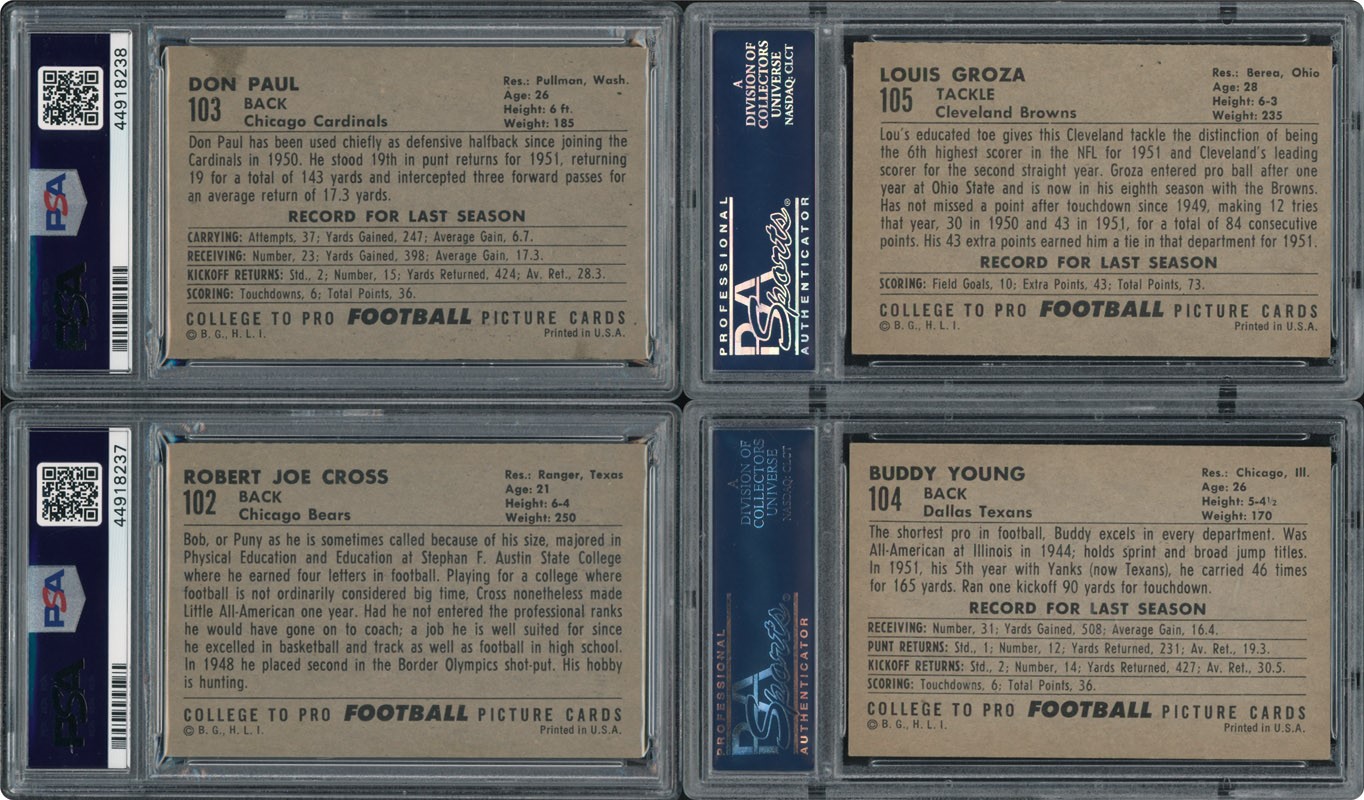 44918238
PSA
PSA
DON PAUL
103
BACK
Chicago Cardinals
Res.: Pullman, Wash.
Age: 26
Height: 6 ft.
Weight: 185
Don Paul has been used chiefly as defensive halfback since joining the
Cardinals in 1950. He stood 19th in punt returns for 1951, returning
19 for a total of 143 yards and intercepted three forward passes for
an average return of 17.3 yards.
RECORD FOR LAST SEASON
CARRYING: Attempts, 37; Yards Gained, 247; Average Gain, 6.7.
RECEIVING: Number, 23; Yards Gained, 398; Average Gain, 17.3.
KICKOFF RETURNS: Std., 2; Number, 15; Yards Returned, 424; Av. Ret., 28.3.
SCORING: Touchdowns, 6; Total Points, 36.
COLLEGE TO PRO FOOTBALL PICTURE CARDS
© B. G., H. L. I.
Printed in U.S.A.
A
DIVISION OF
COLLECTORS
UNIVERSE
NASDAQ: CLCT
PROFESSIONAL
PSA
Sports®
AUTHENTICATOR
LOUIS GROZA
105
TACKLE
Cleveland Browns
Res.: Berea, Ohio
Age: 28
Height: 6-3
Weight: 235
Lou's educated toe gives this Cleveland tackle the distinction of being
the 6th highest scorer in the NFL for 1951 and Cleveland's leading
scorer for the second straight year. Groza entered pro ball after one
year at Ohio State and is now in his eighth season with the Browns.
Has not missed a point after touchdown since 1949, making 12 tries
that year, 30 in 1950 and 43 in 1951, for a total of 84 consecutive
points. His 43 extra points earned him a tie in that department for 1951.
RECORD FOR LAST SEASON
SCORING: Field Goals, 10; Extra Points, 43; Total Points, 73.
COLLEGE TO PRO FOOTBALL PICTURE CARDS
© B. G., H. L. I.
Printed in U.S.A.
44918237
PSA
PSA
ROBERT JOE CROSS
102
BACK
Chicago Bears
Res.: Ranger, Texas
Age: 21
Height: 6-4
Weight: 250
Bob, or Puny as he is sometimes called because of his size, majored in
Physical Education and Education at Stephan F. Austin State College
where he earned four letters in football. Playing for a college where
football is not ordinarily considered big time, Cross nonetheless made
Little All-American one year. Had he not entered the professional ranks
he would have gone on to coach; a job he is well suited for since
he excelled in basketball and track as well as football in high school.
In 1948 he placed second in the Border Olympics shot-put. His hobby
is hunting.
COLLEGE TO PRO FOOTBALL PICTURE CARDS
© B. G., H. L. I.
Printed in U.S.A.
A
DIVISION OF
COLLECTORS
UNIVERSE
NASDAQ: CLCT
PROFESSIONAL
PSA
Sports®
AUTHENTICATOR
BUDDY YOUNG
104
BACK
Dallas Texans
Res.: Chicago, Ill.
Age: 26
Height: 5-4½
Weight: 170
The shortest pro in football, Buddy excels in every department. Was
All-American at Illinois in 1944; holds sprint and broad jump titles.
In 1951, his 5th year with Yanks (now Texans), he carried 46 times
for 165 yards. Ran one kickoff 90 yards for touchdown.
RECORD FOR LAST SEASON
RECEIVING: Number, 31; Yards Gained, 508; Average Gain, 16.4.
PUNT RETURNS: Std., 1; Number, 12; Yards Returned, 231; Av. Ret., 19.3.
KICKOFF RETURNS: Std., 2; Number, 14; Yards Returned, 427; Av. Ret., 30.5.
SCORING: Touchdowns, 6; Total Points, 36.
COLLEGE TO PRO FOOTBALL PICTURE CARDS
© B. G., H. L. I.
Printed in U.S.A.